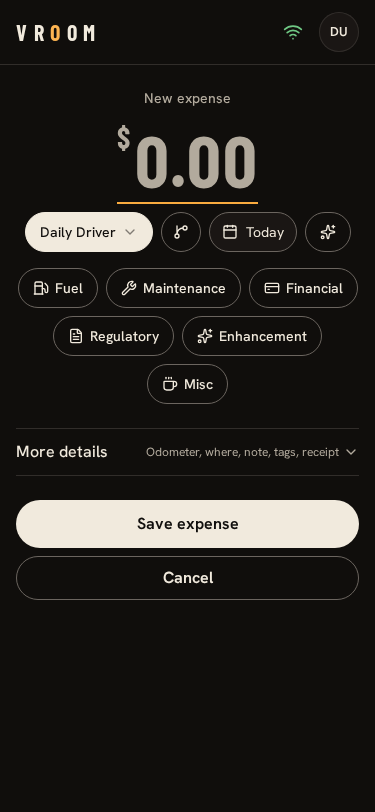 VROOM
DU
New expense
$0.00
Daily Driver
Today
Fuel
Maintenance
Financial
Regulatory
Enhancement
Misc
More details
Odometer, where, note, tags, receipt
Save expense
Cancel